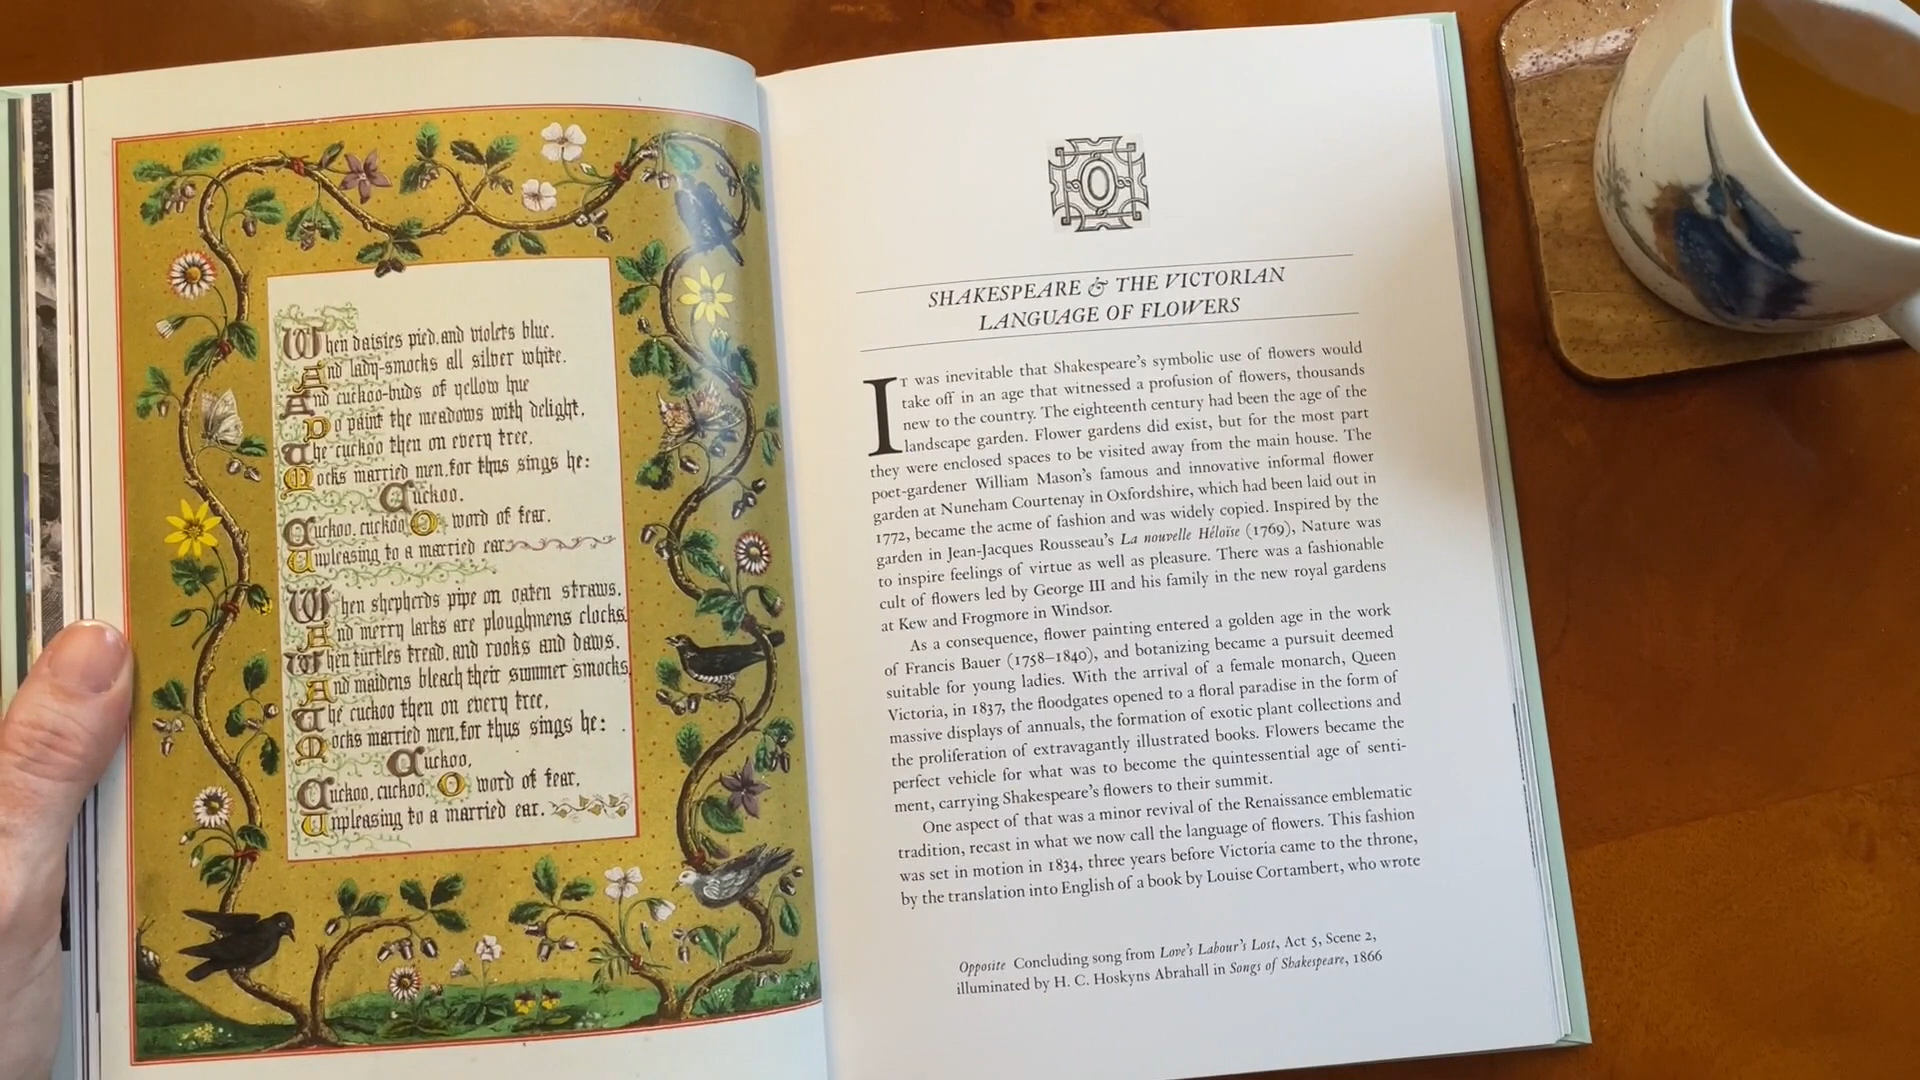 When daisies pied, and violets blue.
And lady-smocks all silver white.
And cuckoo-buds of yellow hue
Do paint the meadows with delight.
The cuckoo then on every tree,
Mocks married men, for thus sings he:
Cuckoo.
Cuckoo, cuckoo, O, word of fear.
Unpleasing to a married ear.
When shepherds pipe on oaten straws.
And merry larks are ploughmens clocks.
When turtles tread, and rooks and daws.
And maidens bleach their summer smocks
The cuckoo then on every tree,
Mocks married men, for thus sings he:
Cuckoo,
Cuckoo, cuckoo, O word of fear,
Unpleasing to a married ear.
SHAKESPEARE & THE VICTORIAN
LANGUAGE OF FLOWERS
IT WAS inevitable that Shakespeare's symbolic use of flowers would
take off in an age that witnessed a profusion of flowers, thousands
new to the country. The eighteenth century had been the age of the
landscape garden. Flower gardens did exist, but for the most part
they were enclosed spaces to be visited away from the main house. The
poet-gardener William Mason's famous and innovative informal flower
garden at Nuneham Courtenay in Oxfordshire, which had been laid out in
1772, became the acme of fashion and was widely copied. Inspired by the
garden in Jean-Jacques Rousseau's La nouvelle Héloïse (1769), Nature was
to inspire feelings of virtue as well as pleasure. There was a fashionable
cult of flowers led by George III and his family in the new royal gardens
at Kew and Frogmore in Windsor.
As a consequence, flower painting entered a golden age in the work
of Francis Bauer (1758–1840), and botanizing became a pursuit deemed
suitable for young ladies. With the arrival of a female monarch, Queen
Victoria, in 1837, the floodgates opened to a floral paradise in the form of
massive displays of annuals, the formation of exotic plant collections and
the proliferation of extravagantly illustrated books. Flowers became the
perfect vehicle for what was to become the quintessential age of senti-
ment, carrying Shakespeare's flowers to their summit.
One aspect of that was a minor revival of the Renaissance emblematic
tradition, recast in what we now call the language of flowers. This fashion
was set in motion in 1834, three years before Victoria came to the throne,
by the translation into English of a book by Louise Cortambert, who wrote
Opposite Concluding song from Love's Labour's Lost, Act 5, Scene 2,
illuminated by H. C. Hoskyns Abrahall in Songs of Shakespeare, 1866